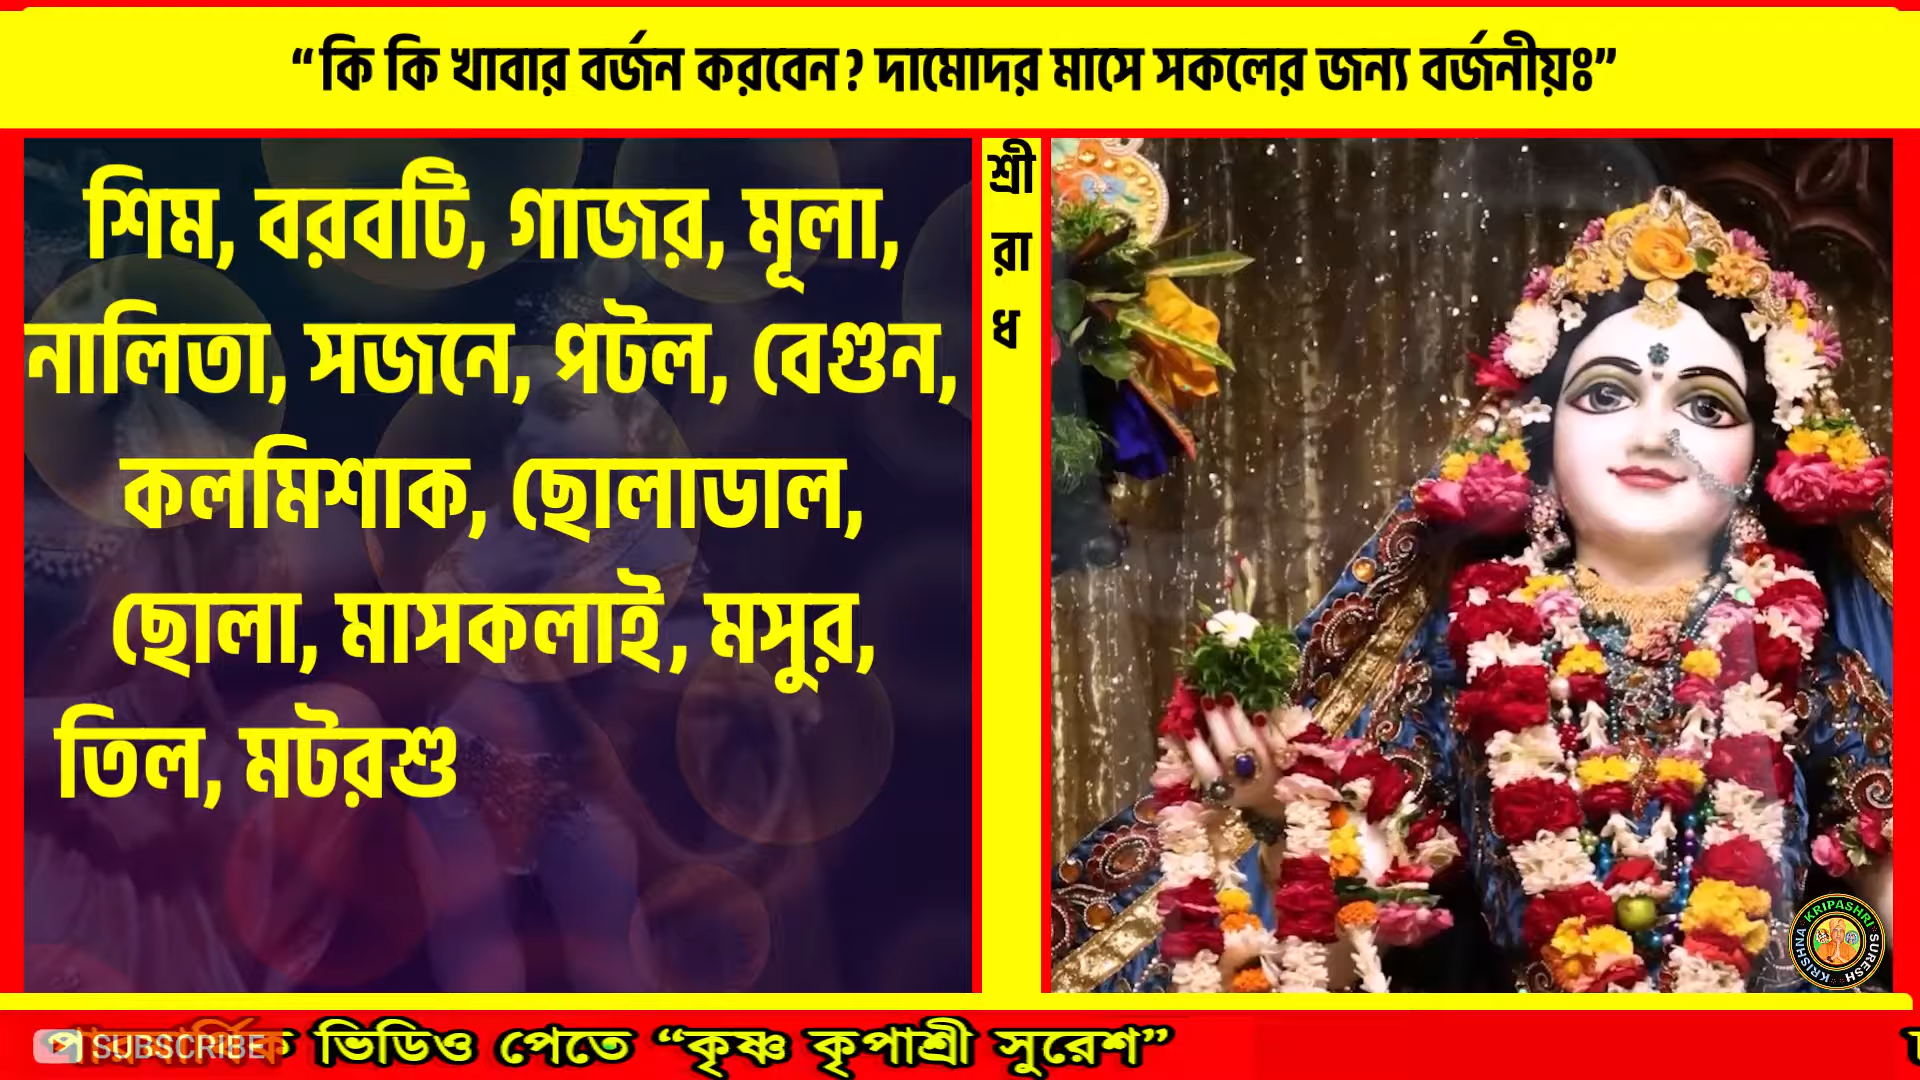 “কি কি খাবার বর্জন করবেন? দামোদর মাসে সকলের জন্য বর্জনীয়ঃ”
শিম, বরবটি, গাজর, মূলা,
নালিতা, সজনে, পটল, বেগুন,
কলমিশাক, ছোলাডাল,
ছোলা, মাসকলাই, মসুর,
তিল, মটরশু
শ্রী
রা
ধ
KRISHNA KRIPASHRI SURESH
SUBSCRIBE
ভিডিও পেতে “কৃষ্ণ কৃপাশ্রী সুরেশ”